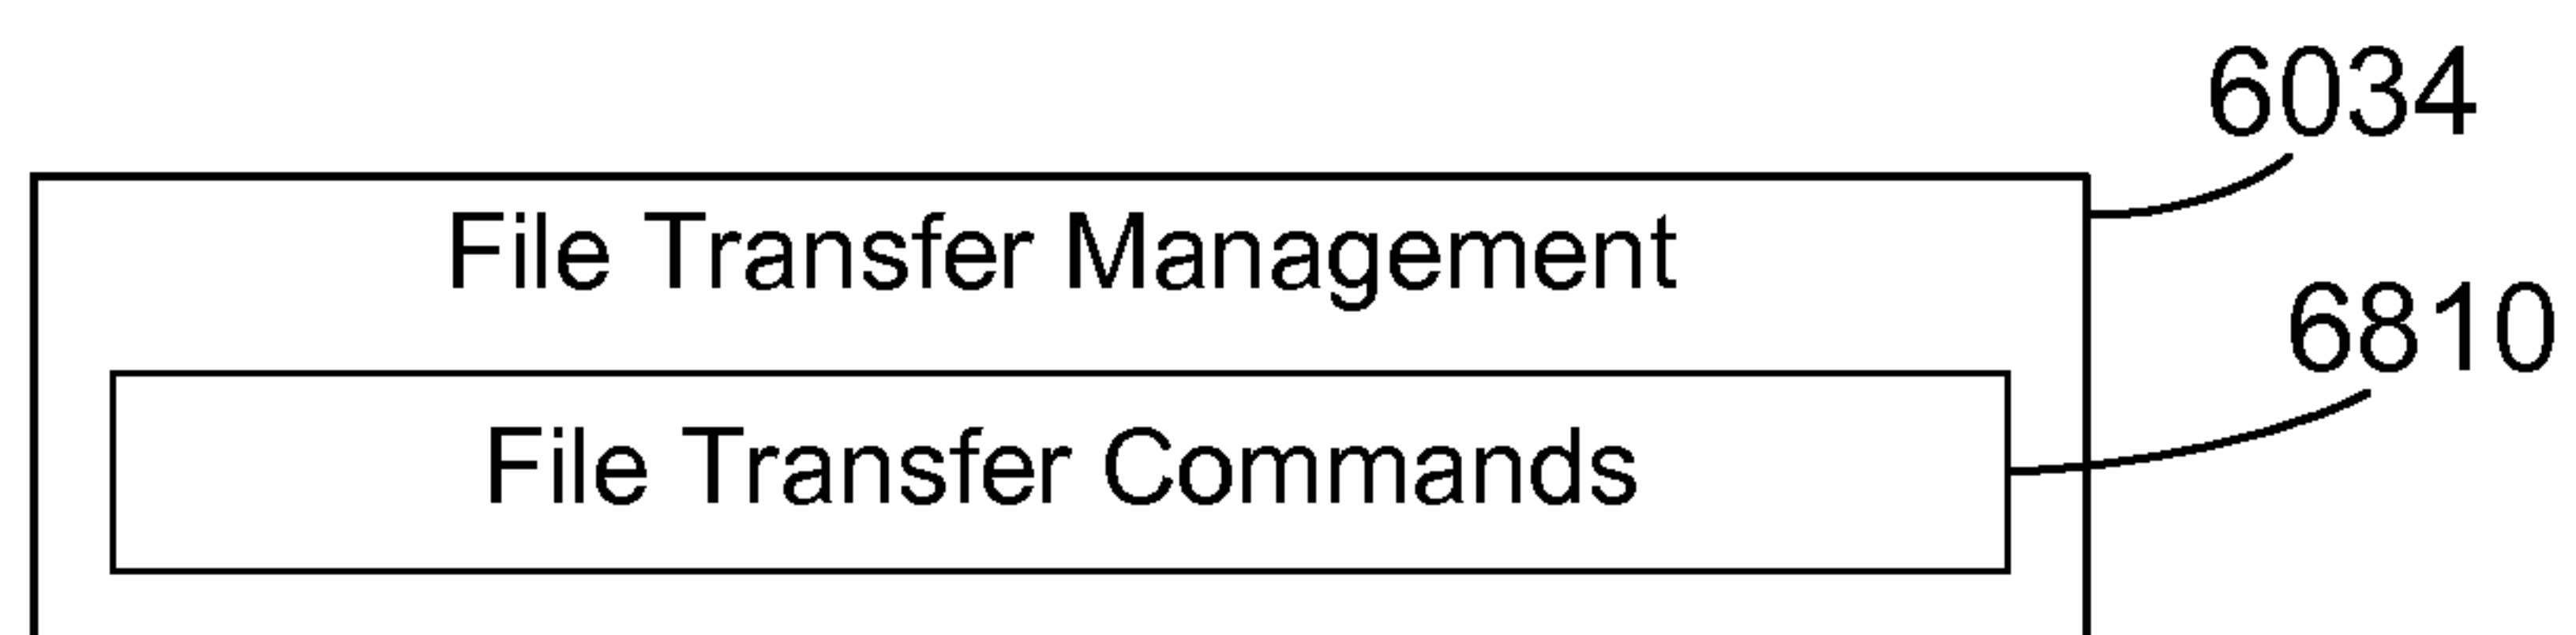 6034
File Transfer Management
6810
File Transfer Commands